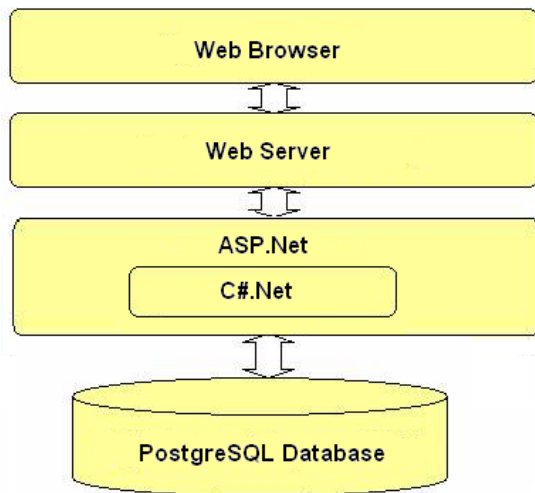 Web Browser
Web Server
ASP.Net
C#.Net
PostgreSQL Database